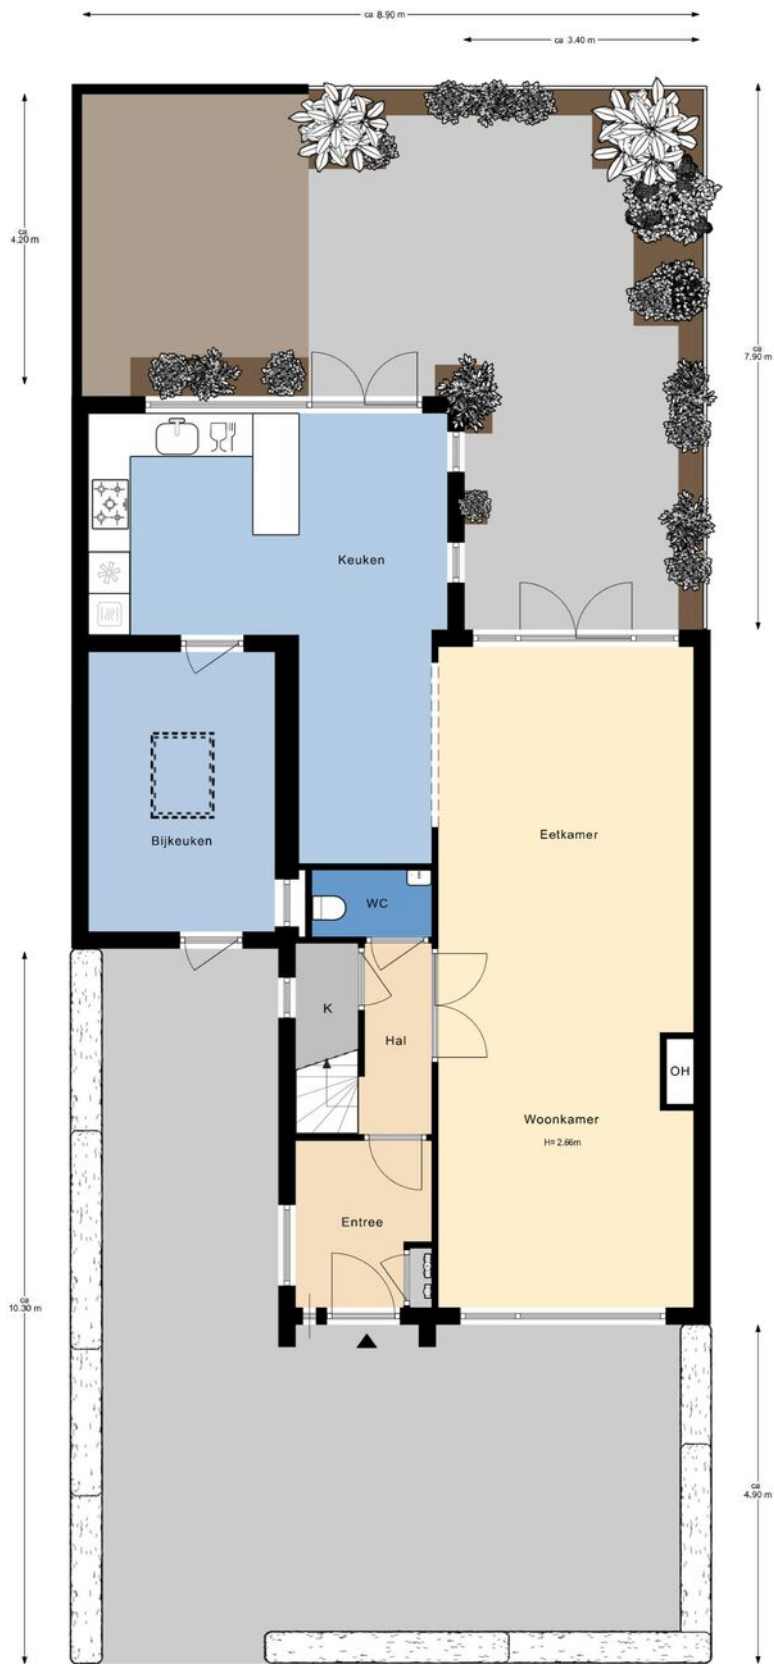 ca 8.90 m
ca 3.40 m
ca
4.20 m
ca
7.90 m
Keuken
Bijkeuken
Eetkamer
WC
K
Hal
OH
Woonkamer
H= 2.66m
Entree
ca
10.30 m
ca
4.90 m